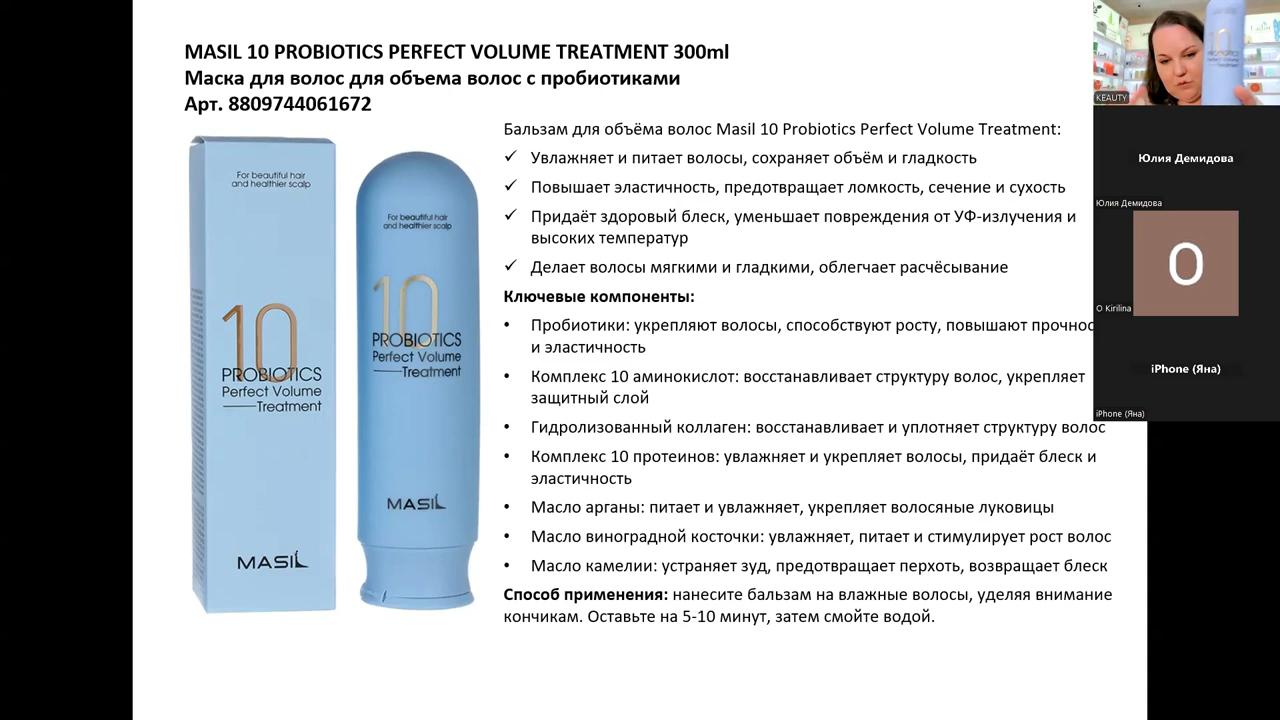 MASIL 10 PROBIOTICS PERFECT VOLUME TREATMENT 300ml
Маска для волос для объема волос с пробиотиками
Арт. 8809744061672
For beautiful hair
and healthier scalp
10
PROBIOTICS
Perfect Volume
Treatment
MASIL
For beautiful hair
and healthier scalp
10
PROBIOTICS
Perfect Volume
Treatment
MASIL
Бальзам для объёма волос Masil 10 Probiotics Perfect Volume Treatment:
✓ Увлажняет и питает волосы, сохраняет объём и гладкость
✓ Повышает эластичность, предотвращает ломкость, сечение и сухость
✓ Придаёт здоровый блеск, уменьшает повреждения от УФ-излучения и
высоких температур
✓ Делает волосы мягкими и гладкими, облегчает расчёсывание
Ключевые компоненты:
• Пробиотики: укрепляют волосы, способствуют росту, повышают прочнос
и эластичность
• Комплекс 10 аминокислот: восстанавливает структуру волос, укрепляет
защитный слой
• Гидролизованный коллаген: восстанавливает и уплотняет структуру волос
• Комплекс 10 протеинов: увлажняет и укрепляет волосы, придаёт блеск и
эластичность
• Масло арганы: питает и увлажняет, укрепляет волосяные луковицы
• Масло виноградной косточки: увлажняет, питает и стимулирует рост волос
• Масло камелии: устраняет зуд, предотвращает перхоть, возвращает блеск
Способ применения: нанесите бальзам на влажные волосы, уделяя внимание
кончикам. Оставьте на 5-10 минут, затем смойте водой.
KEAUTY
Юлия Демидова
Юлия Демидова
O
O Kirilina
iPhone (Яна)
iPhone (Яна)